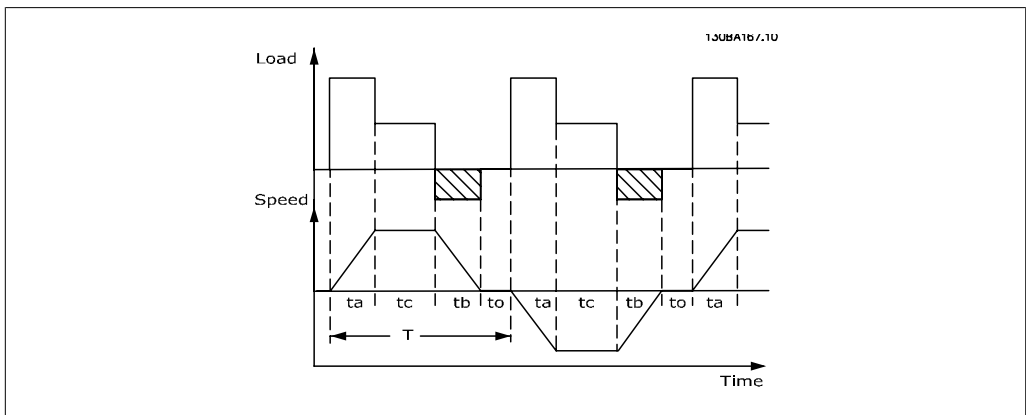 130BA167.10
Load
Speed
ta tc tb to ta tc tb to ta
T
Time